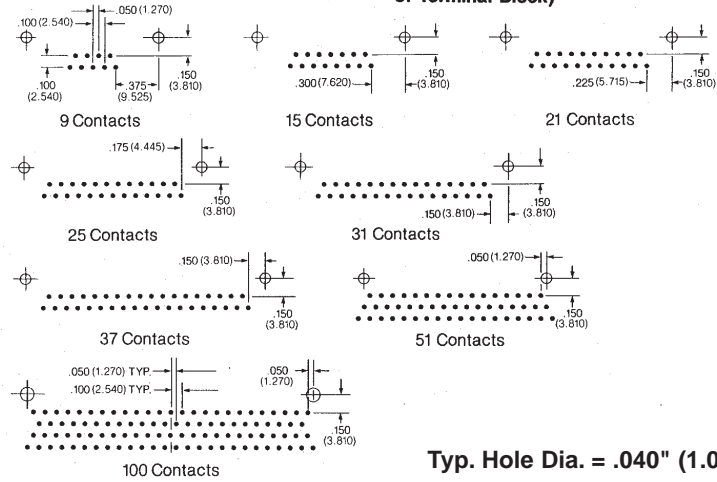 or Terminal Block)
.050 (1.270)
.100 (2.540)
.100
(2.540)
.375
(9.525)
.150
(3.810)
9 Contacts
.300 (7.620)
.150
(3.810)
15 Contacts
.225 (5.715)
.150
(3.810)
21 Contacts
.175 (4.445)
.150
(3.810)
25 Contacts
.150 (3.810)
.150
(3.810)
31 Contacts
.150 (3.810)
.150
(3.810)
37 Contacts
.050 (1.270)
.150
(3.810)
51 Contacts
.050 (1.270) TYP.
.100 (2.540) TYP.
.050
(1.270)
.150
(3.810)
100 Contacts
Typ. Hole Dia. = .040" (1.0